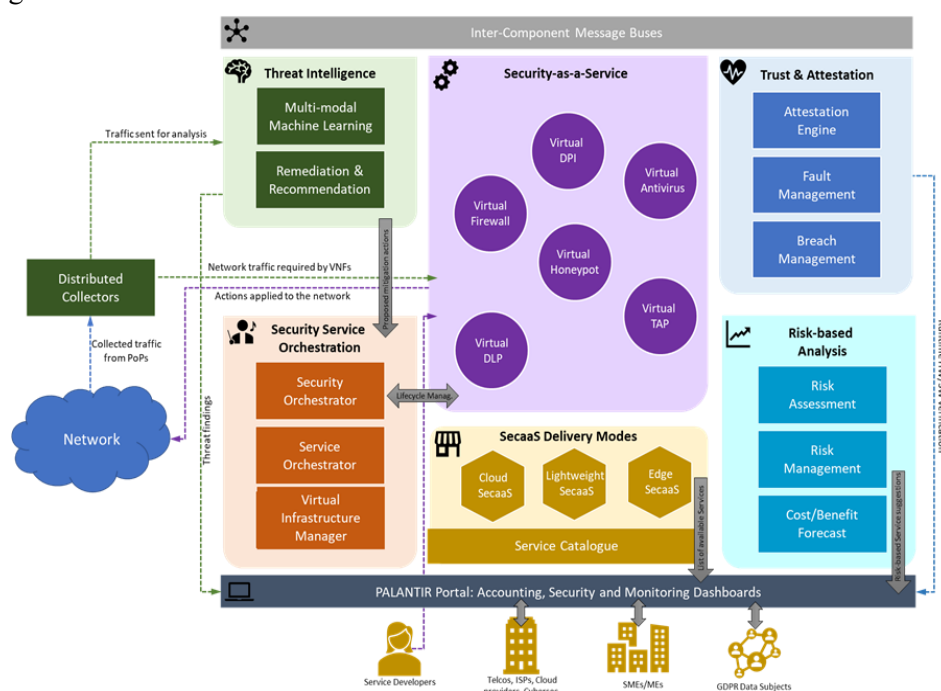 Inter-Component Message Buses
Threat Intelligence
Multi-modal
Machine Learning
Remediation &
Recommendation
Security-as-a-Service
Virtual
DPI
Virtual
Antivirus
Virtual
Firewall
Virtual
Honeypot
Virtual
TAP
Virtual
DLP
Trust & Attestation
Attestation
Engine
Fault
Management
Breach
Management
Traffic sent for analysis
Distributed
Collectors
Network traffic required by VNFs
Actions applied to the network
Proposed mitigation actions
Collected traffic
from PoPs
Network
Threat findings
Security Service
Orchestration
Security
Orchestrator
Service
Orchestrator
Virtual
Infrastructure
Manager
Lifecycle Manag.
SecaaS Delivery Modes
Cloud
SecaaS
Lightweight
SecaaS
Edge
SecaaS
Service Catalogue
List of available Services
Risk-based
Analysis
Risk
Assessment
Risk
Management
Cost/Benefit
Forecast
Risk-based Service suggestions
PALANTIR Portal: Accounting, Security and Monitoring Dashboards
Service Developers
Telcos, ISPs, Cloud
SMEs/MEs
GDPR Data Subjects